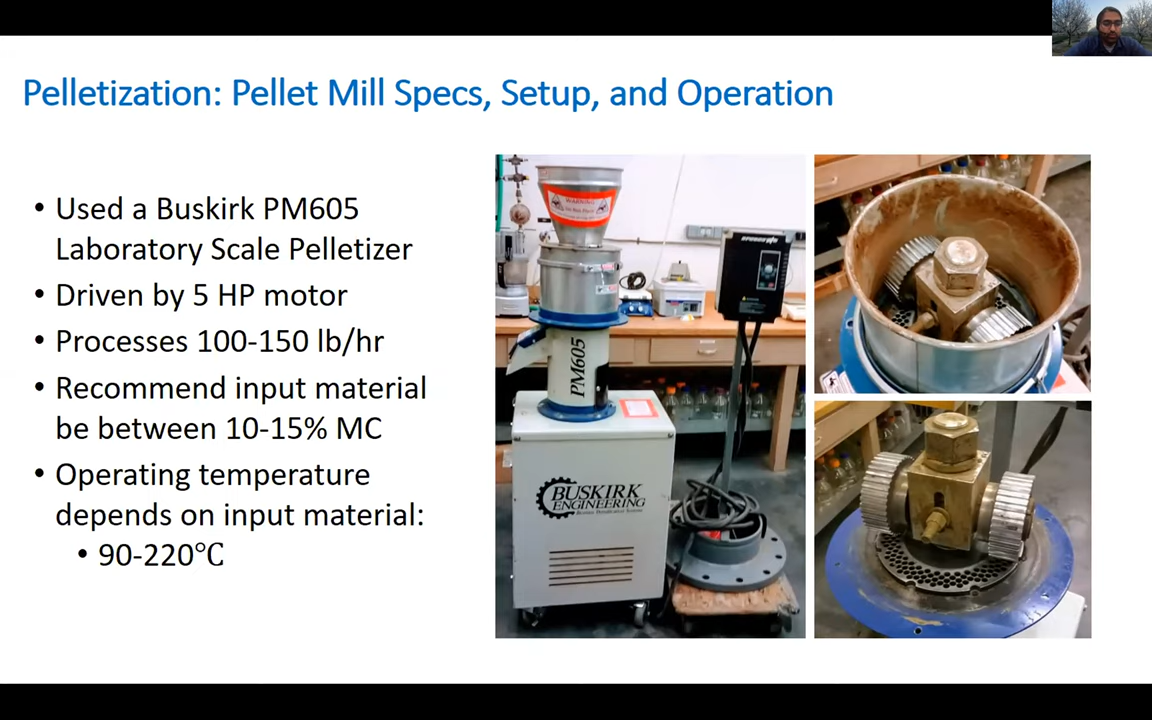 Pelletization: Pellet Mill Specs, Setup, and Operation
• Used a Buskirk PM605
Laboratory Scale Pelletizer
• Driven by 5 HP motor
• Processes 100-150 lb/hr
• Recommend input material
be between 10-15% MC
• Operating temperature
depends on input material:
• 90-220℃
WARNING
PM605
BUSKIRK
ENGINEERING